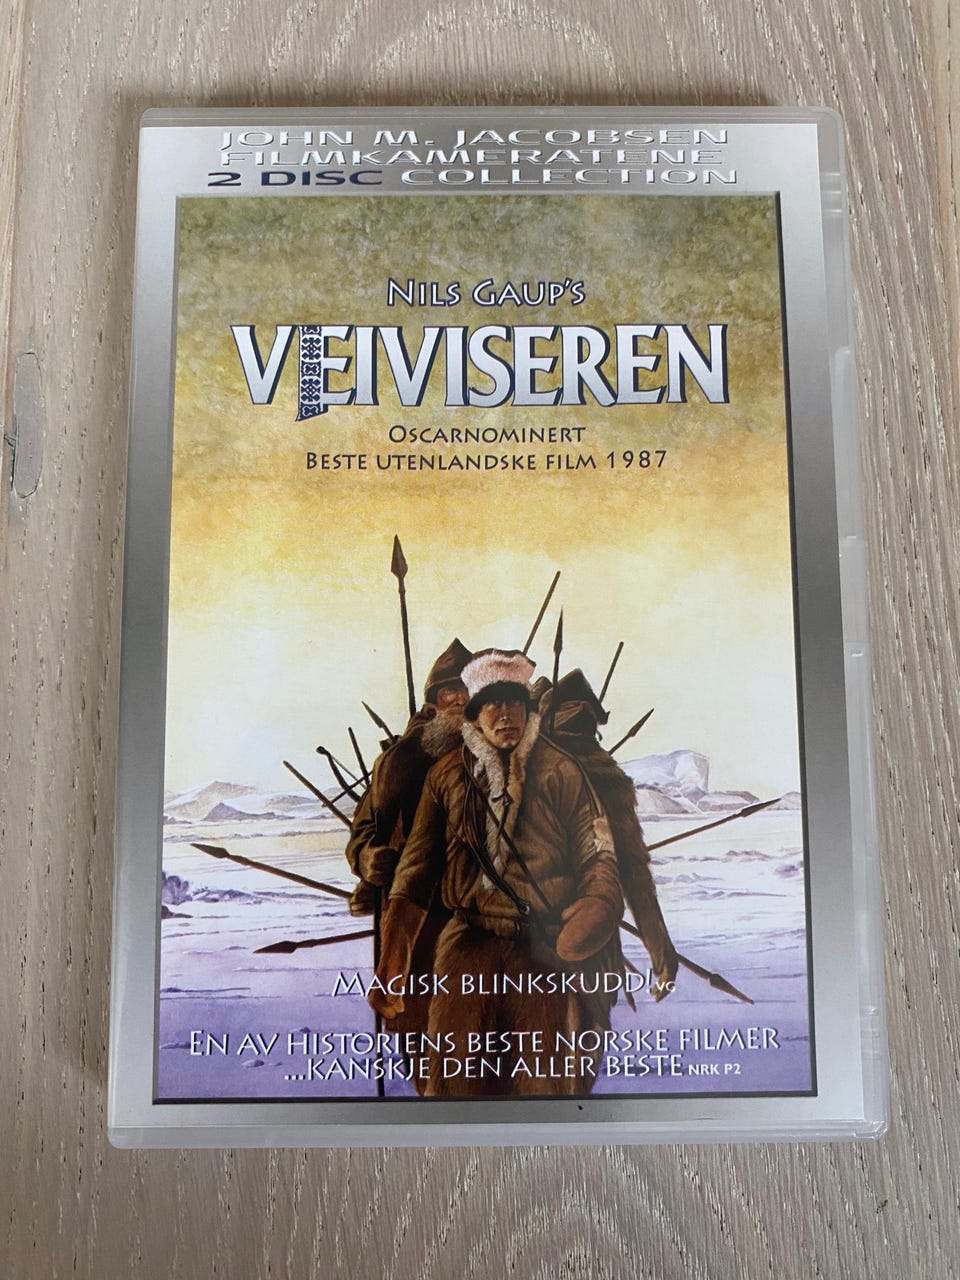 JOHN M. JACOBSEN
FILMKAMERATENE
2 DISC COLLECTION
NILS GAUP'S
VEIVISEREN
OSCARNOMINERT
BESTE UTENLANDSKE FILM 1987
MAGISK BLINKSKUDD! VG
EN AV HISTORIENS BESTE NORSKE FILMER
...KANSKJE DEN ALLER BESTE NRK P2